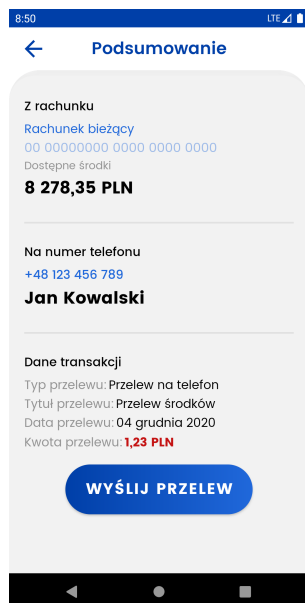 8:50 LTE
Podsumowanie
Z rachunku
Rachunek bieżący
00 00000000 0000 0000 0000
Dostępne środki
8 278,35 PLN
Na numer telefonu
+48 123 456 789
Jan Kowalski
Dane transakcji
Typ przelewu: Przelew na telefon
Tytuł przelewu: Przelew środków
Data przelewu: 04 grudnia 2020
Kwota przelewu: 1,23 PLN
WYŚLIJ PRZELEW